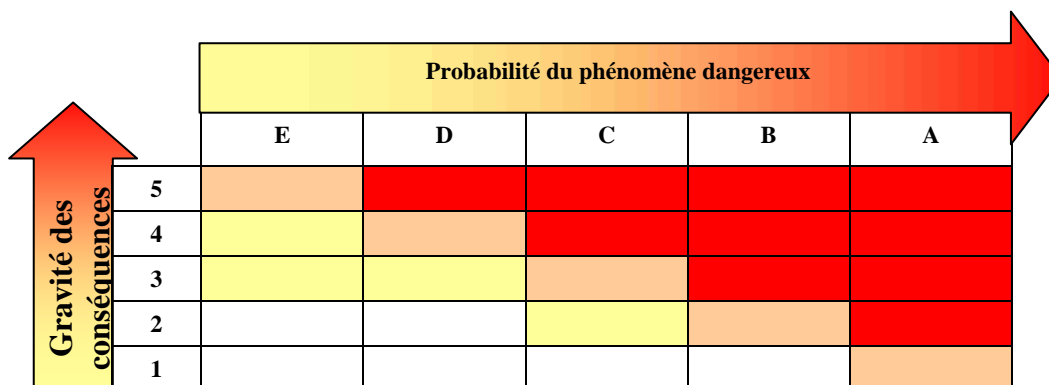 Probabilité du phénomène dangereux
E D C B A
5
4
3
2
1
Gravité des
conséquences